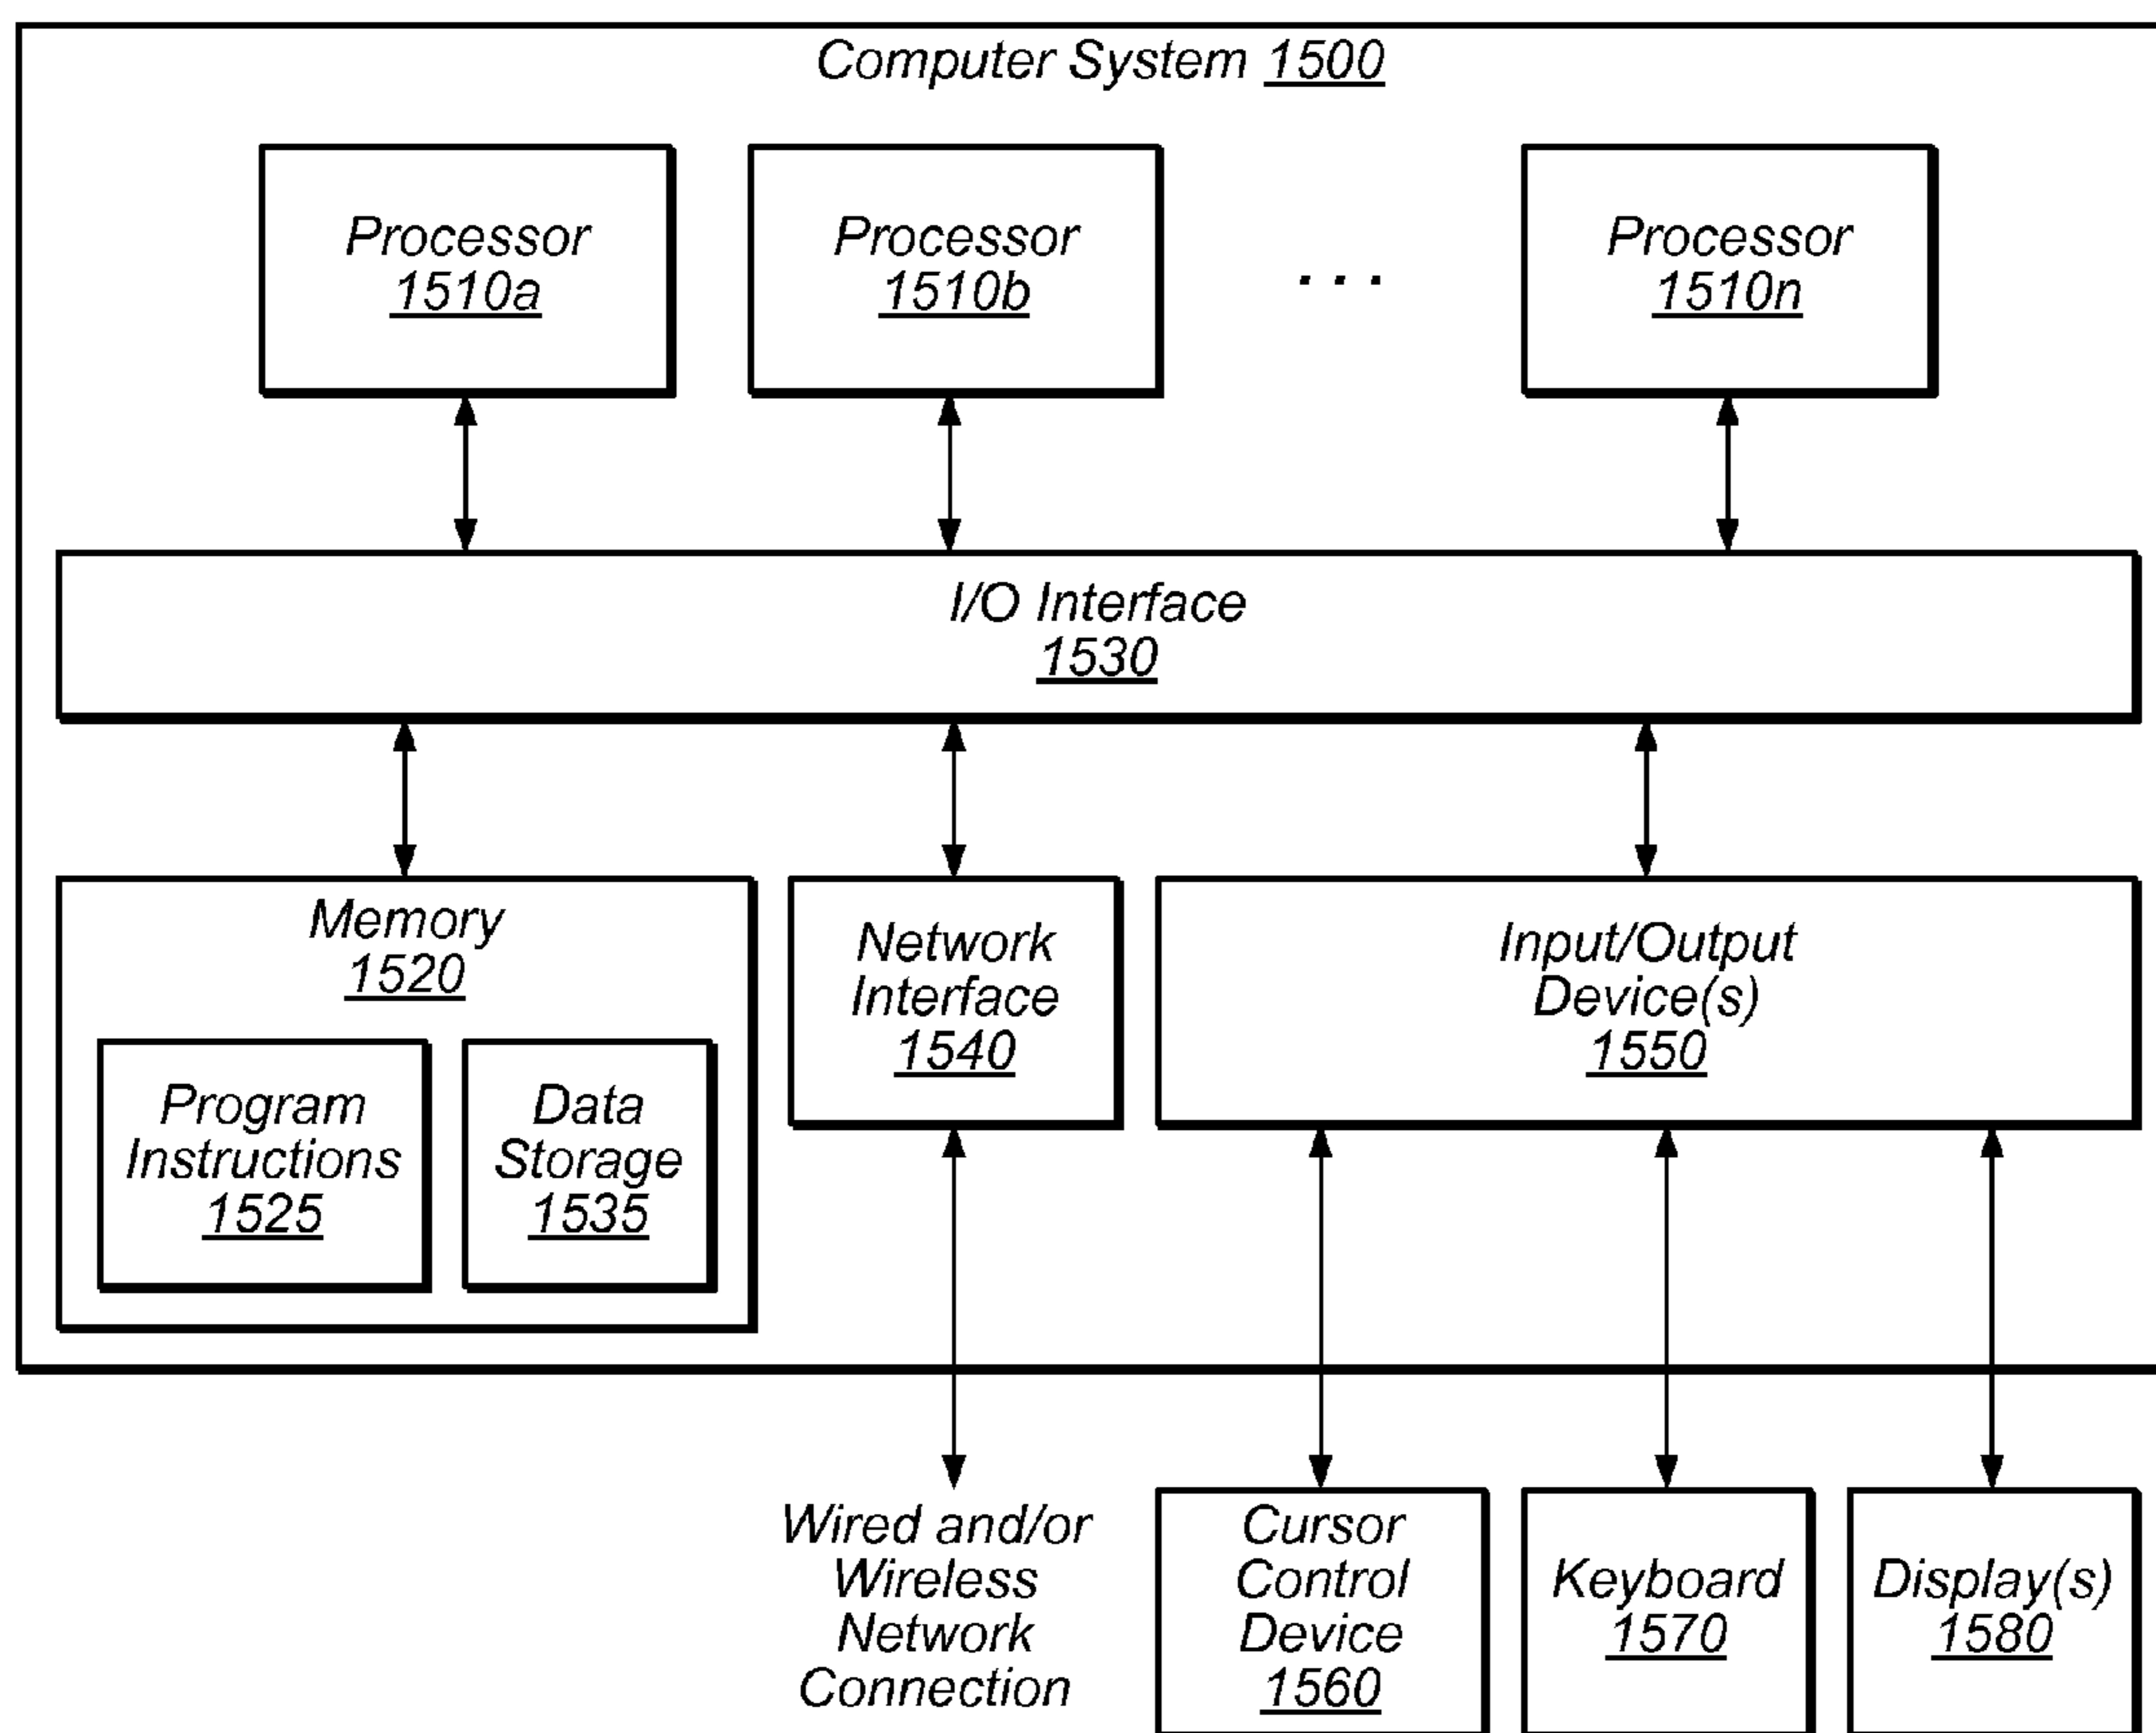 Computer System 1500
Processor
1510a
Processor
1510b
. . .
Processor
1510n
I/O Interface
1530
Memory
1520
Program
Instructions
1525
Data
Storage
1535
Network
Interface
1540
Input/Output
Device(s)
1550
Wired and/or
Wireless
Network
Connection
Cursor
Control
Device
1560
Keyboard
1570
Display(s)
1580